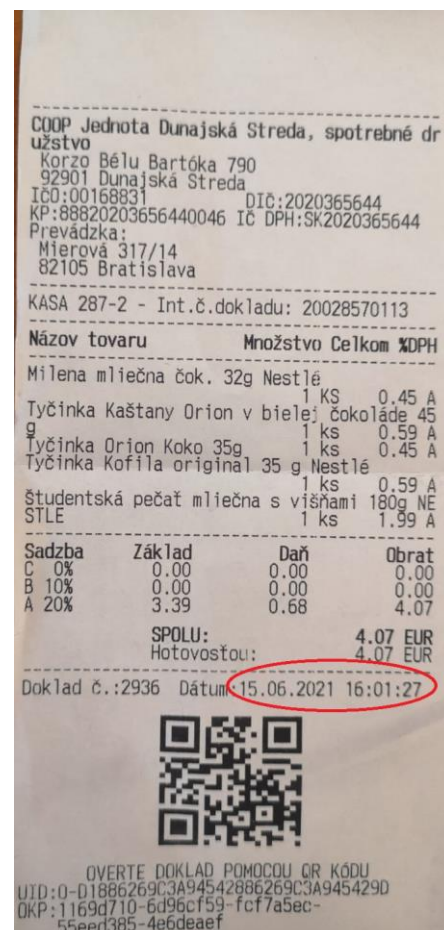 COOP Jednota Dunajská Streda, spotrebné dr
užstvo
Korzo Bélu Bartóka 790
92901 Dunajská Streda
IČO:00168831 DIČ:2020365644
KP:88820203656440046 IČ DPH:SK2020365644
Prevádzka:
Mierová 317/14
82105 Bratislava
KASA 287-2 - Int.č.dokladu: 20028570113
Názov tovaru Množstvo Celkom %DPH
Milena mliečna čok. 32g Nestlé
1 KS 0.45 A
Tyčinka Kaštany Orion v bielej čokoláde 45
g 1 ks 0.59 A
Tyčinka Orion Koko 35g 1 ks 0.45 A
Tyčinka Kofila original 35 g Nestlé
1 ks 0.59 A
študentská pečať mliečna s višňami 180g NE
STLE 1 ks 1.99 A
Sadzba Základ Daň Obrat
C 0% 0.00 0.00 0.00
B 10% 0.00 0.00 0.00
A 20% 3.39 0.68 4.07
SPOLU: 4.07 EUR
Hotovosťou: 4.07 EUR
Doklad č.:2936 Dátum:15.06.2021 16:01:27
OVERTE DOKLAD POMOCOU QR KÓDU
UID:O-D1886269C3A94542886269C3A945429D
OKP:1169d710-6d96cf59-fcf7a5ec-
55eed385-4e6deaef